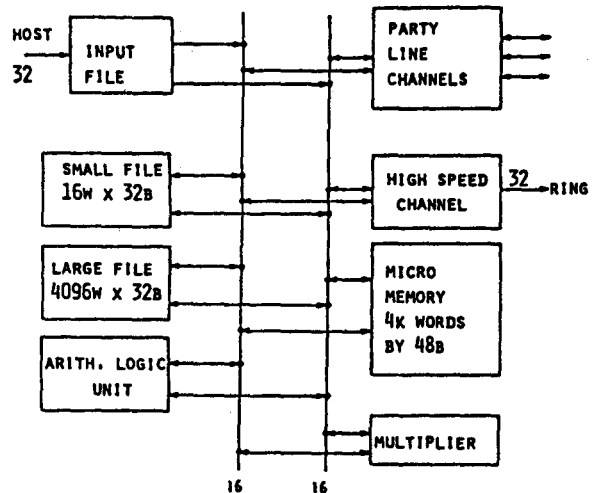 HOST
32
INPUT
FILE
PARTY
LINE
CHANNELS
SMALL FILE
16W X 32B
HIGH SPEED
CHANNEL
32
RING
LARGE FILE
4096W X 32B
MICRO
MEMORY
4K WORDS
BY 48B
ARITH. LOGIC
UNIT
MULTIPLIER
16
16